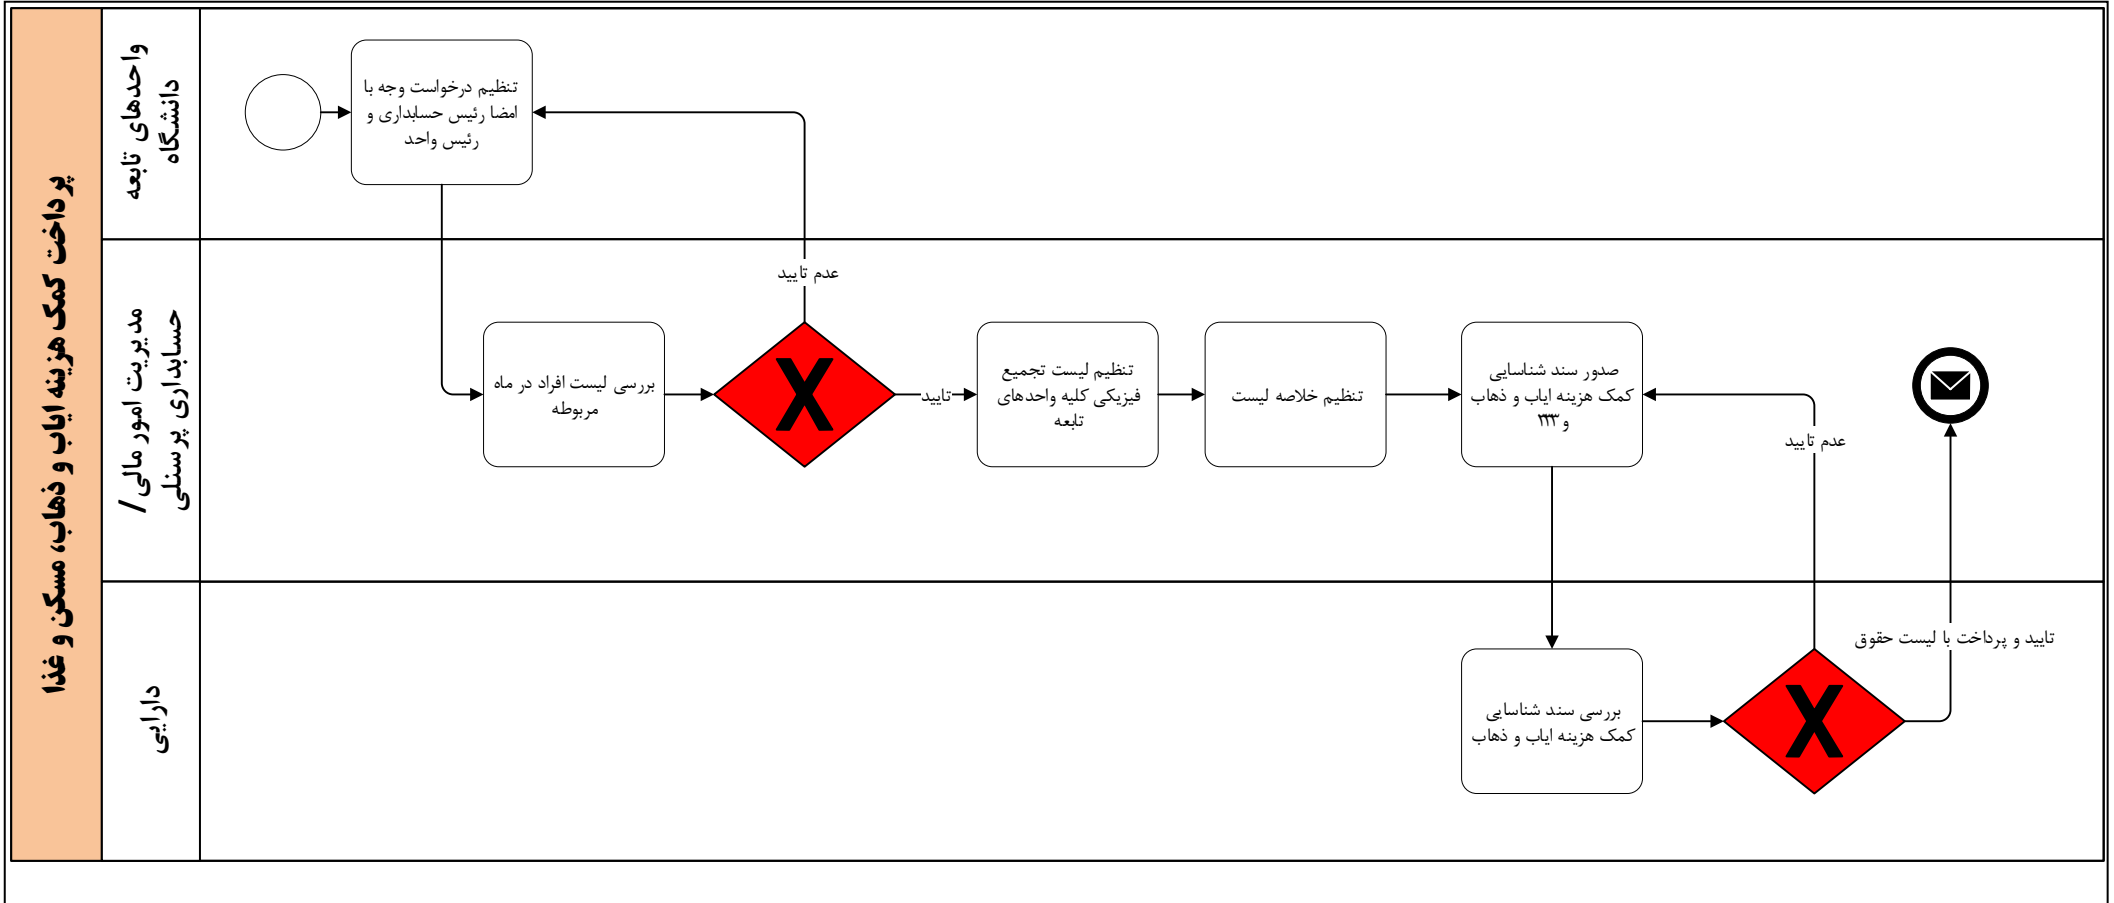 پرداخت کمک هزینه ایاب و ذهاب، مسکن و غذا
واحدهای تابعه
دانشگاه
تنظیم درخواست وجه با
امضا رئیس حسابداری و
رئیس واحد
مدیریت امور مالی /
حسابداری پرسنلی
عدم تایید
بررسی لیست افراد در ماه
مربوطه
X
تایید
تنظیم لیست تجمیع
فیزیکی کلیه واحدهای
تابعه
تنظیم خلاصه لیست
صدور سند شناسایی
کمک هزینه ایاب و ذهاب
و ۲۳۳
عدم تایید
دارایی
بررسی سند شناسایی
کمک هزینه ایاب و ذهاب
X
تایید و پرداخت با لیست حقوق